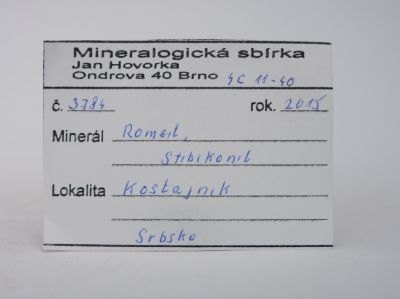 Mineralogická sbírka
Jan Hovorka
Ondrova 40 Brno 4C 11-40
č. 3784 rok. 2015
Minerál Romeit,
Stibikonit
Lokalita Kostajnik
Srbsko